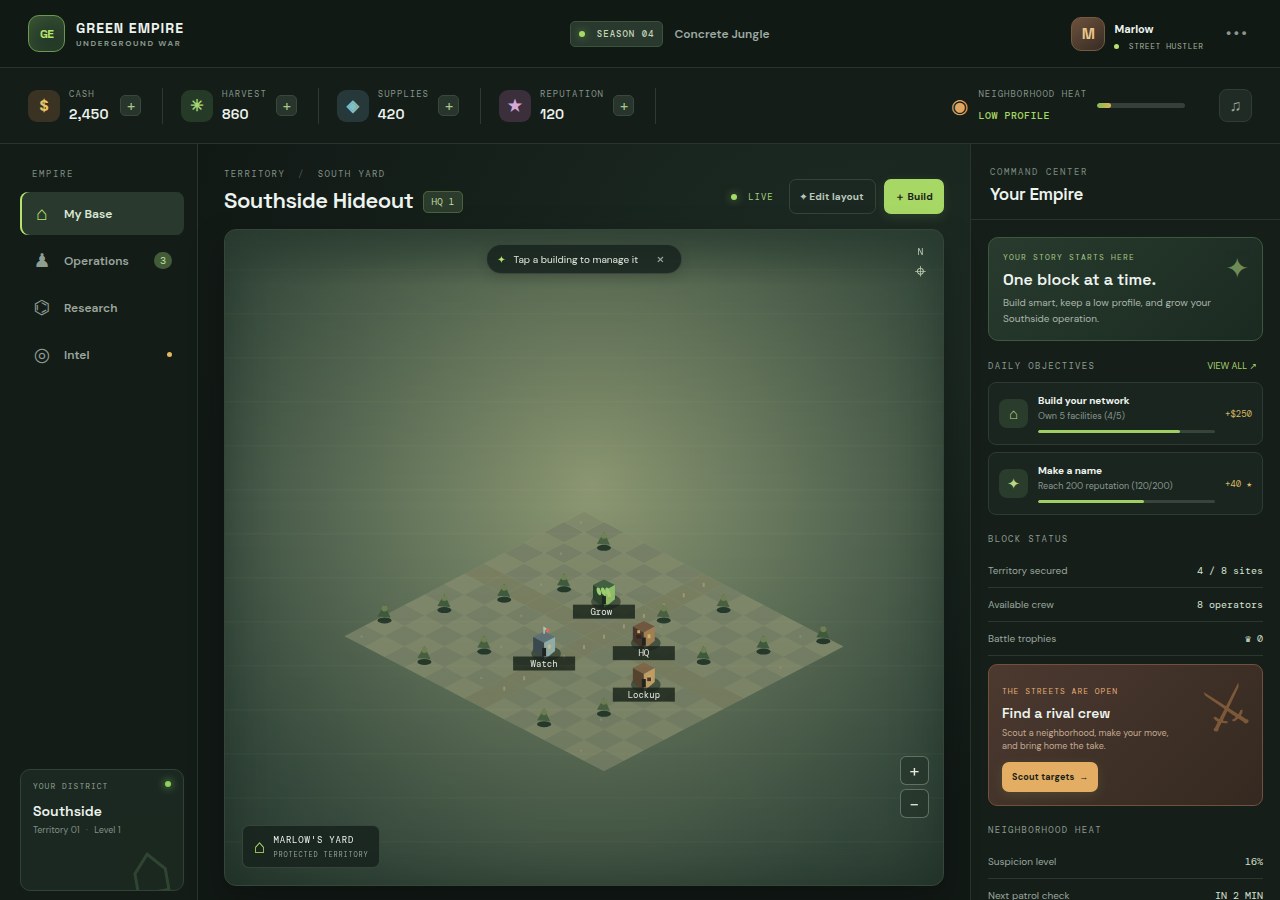 GE
GREEN EMPIRE
UNDERGROUND WAR
SEASON 04
Concrete Jungle
M
Marlow
STREET HUSTLER
$
CASH
2,450
+
HARVEST
860
+
SUPPLIES
420
+
REPUTATION
120
+
NEIGHBORHOOD HEAT
LOW PROFILE
EMPIRE
My Base
Operations
3
Research
Intel
YOUR DISTRICT
Southside
Territory 01 · Level 1
TERRITORY / SOUTH YARD
Southside Hideout
HQ 1
LIVE
✦ Edit layout
+ Build
✦ Tap a building to manage it ×
N
Grow
HQ
Watch
Lockup
+
−
MARLOW'S YARD
PROTECTED TERRITORY
COMMAND CENTER
Your Empire
YOUR STORY STARTS HERE
One block at a time.
Build smart, keep a low profile, and grow your
Southside operation.
DAILY OBJECTIVES
VIEW ALL ↗
Build your network
Own 5 facilities (4/5)
+$250
Make a name
Reach 200 reputation (120/200)
+40 ★
BLOCK STATUS
Territory secured
4 / 8 sites
Available crew
8 operators
Battle trophies
♛ 0
THE STREETS ARE OPEN
Find a rival crew
Scout a neighborhood, make your move,
and bring home the take.
Scout targets →
NEIGHBORHOOD HEAT
Suspicion level
16%
Next patrol check
IN 2 MIN